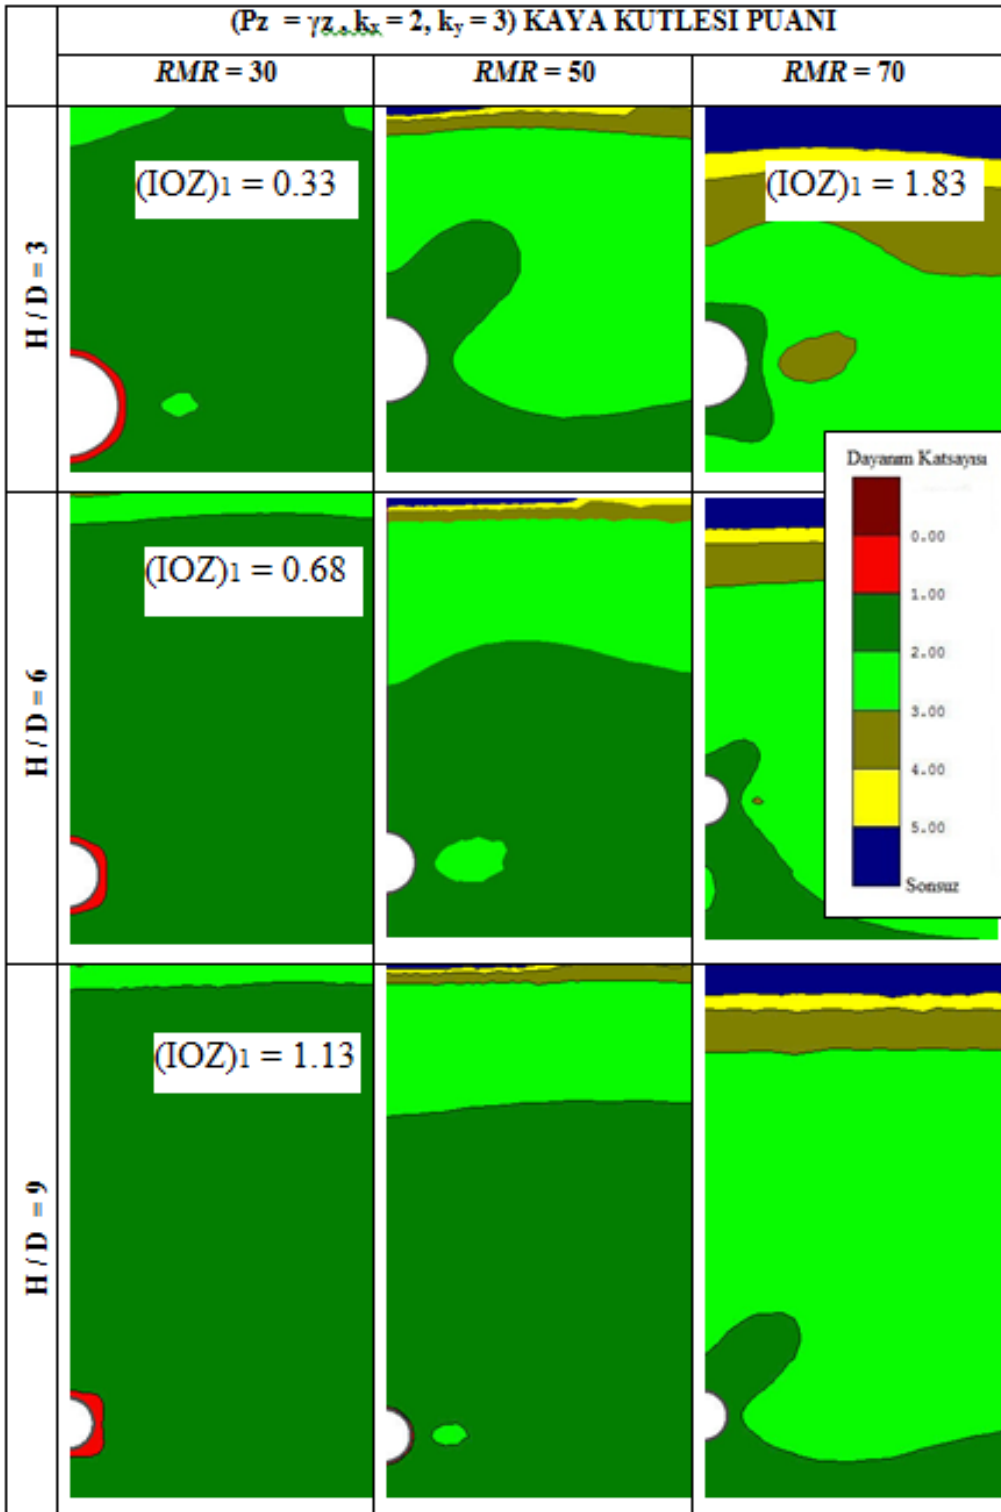 (Pz = γz , kx = 2, ky = 3) KAYA KUTLESI PUANI
RMR = 30
RMR = 50
RMR = 70
H / D = 3
(IOZ)1 = 0.33
(IOZ)1 = 1.83
Dayanım Katsayısı
0.00
1.00
2.00
3.00
4.00
5.00
Sonsuz
H / D = 6
(IOZ)1 = 0.68
H / D = 9
(IOZ)1 = 1.13